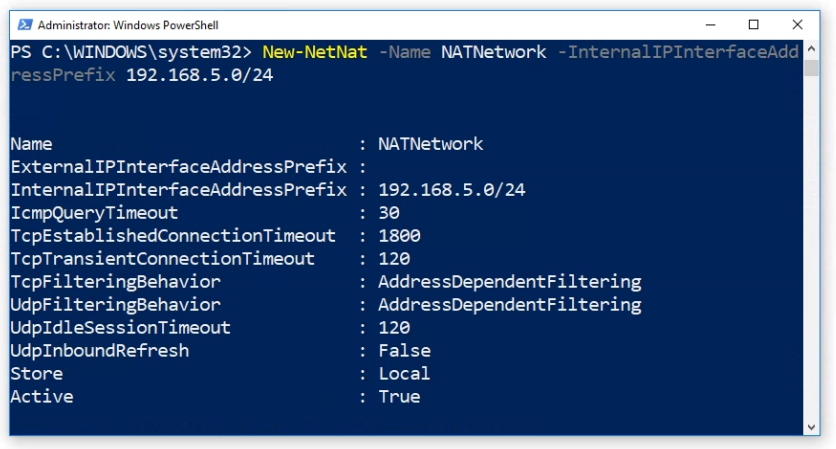 Administrator: Windows PowerShell
PS C:\WINDOWS\system32> New-NetNat -Name NATNetwork -InternalIPInterfaceAdd
ressPrefix 192.168.5.0/24
Name : NATNetwork
ExternalIPInterfaceAddressPrefix :
InternalIPInterfaceAddressPrefix : 192.168.5.0/24
IcmpQueryTimeout : 30
TcpEstablishedConnectionTimeout : 1800
TcpTransientConnectionTimeout : 120
TcpFilteringBehavior : AddressDependentFiltering
UdpFilteringBehavior : AddressDependentFiltering
UdpIdleSessionTimeout : 120
UdpInboundRefresh : False
Store : Local
Active : True